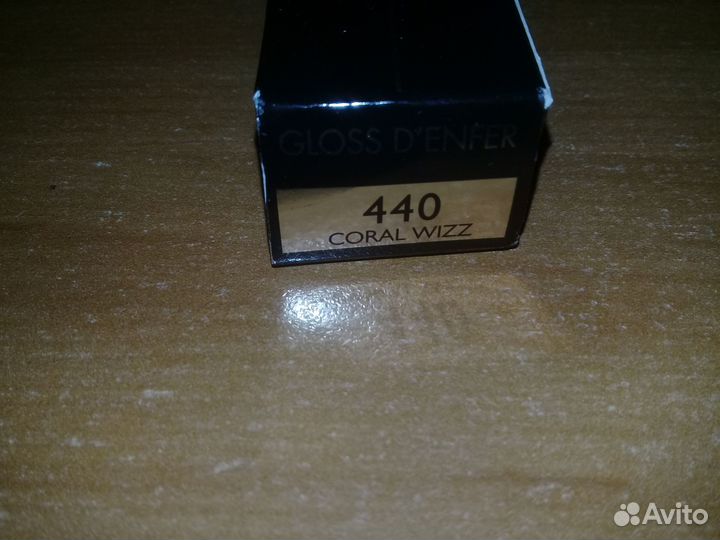 GLOSS D'ENFER
440
CORAL WIZZ
Avito